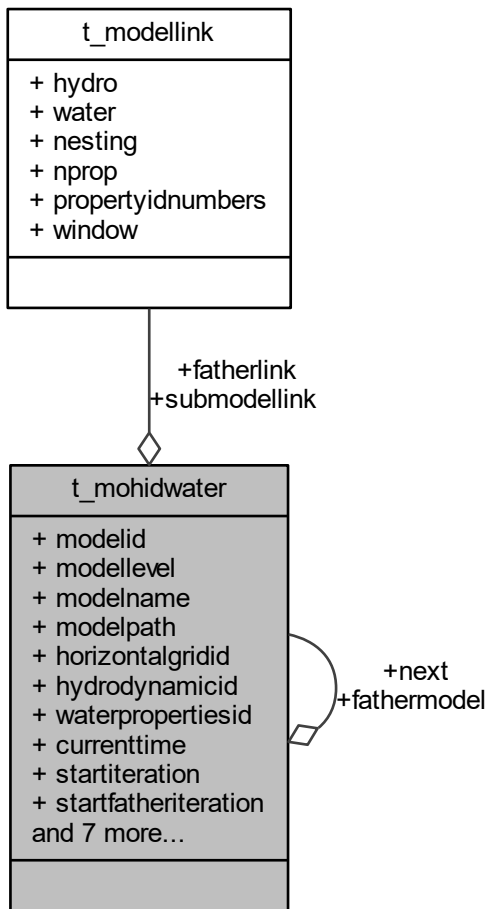 t_modellink
+ hydro
+ water
+ nesting
+ nprop
+ propertyidnumbers
+ window
+fatherlink
+submodellink
t_mohidwater
+ modelid
+ modellevel
+ modelname
+ modelpath
+ horizontalgridid
+ hydrodynamicid
+ waterpropertiesid
+ currenttime
+ startiteration
+ startfatheriteration
and 7 more...
+next
+fathermodel